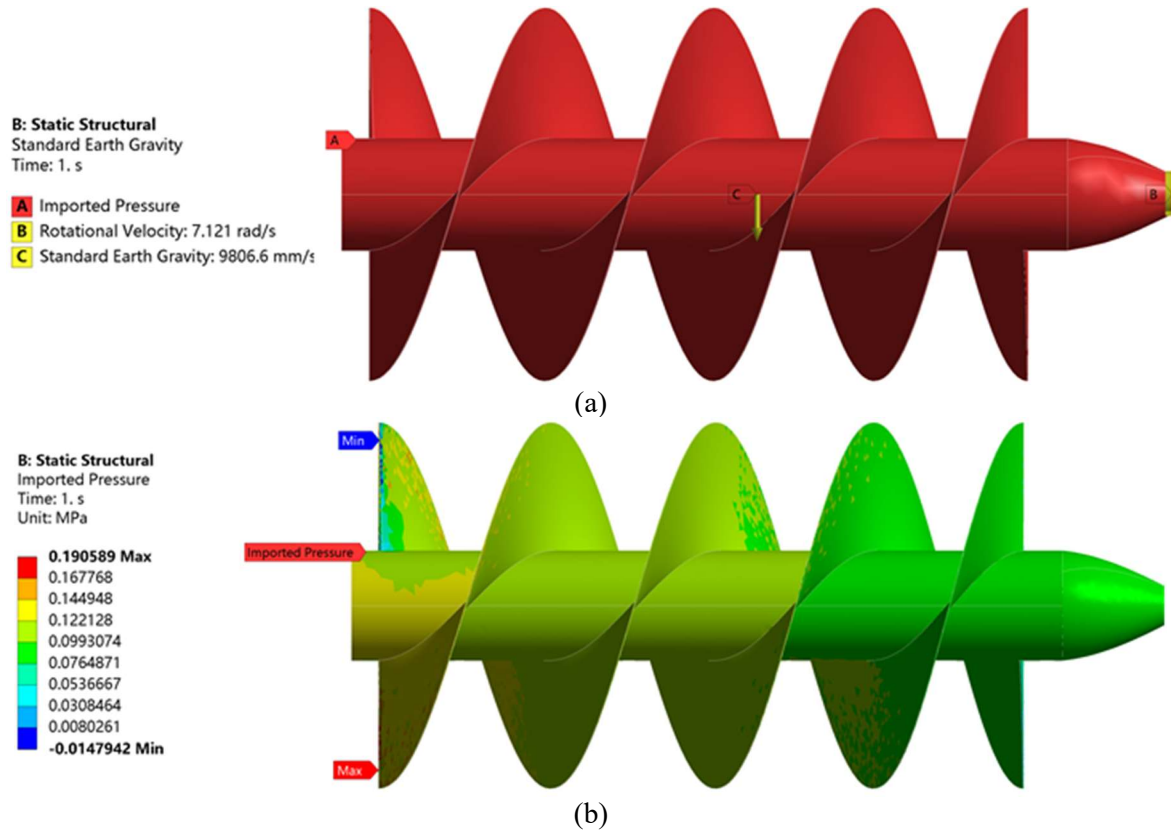 B: Static Structural
Standard Earth Gravity
Time: 1. s
A Imported Pressure
B Rotational Velocity: 7.121 rad/s
C Standard Earth Gravity: 9806.6 mm/s
A
C
B
(a)
B: Static Structural
Imported Pressure
Time: 1. s
Unit: MPa
0.190589 Max
0.167768
0.144948
0.122128
0.0993074
0.0764871
0.0536667
0.0308464
0.0080261
-0.0147942 Min
Min
Imported Pressure
Max
(b)